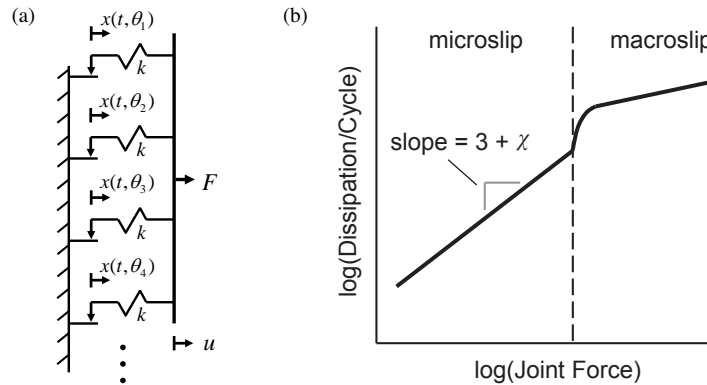 (a)
x(t,θ₁)
k
x(t,θ₂)
k
x(t,θ₃)
F
k
x(t,θ₄)
k
u
(b)
microslip
macroslip
slope = 3 + χ
log(Dissipation/Cycle)
log(Joint Force)